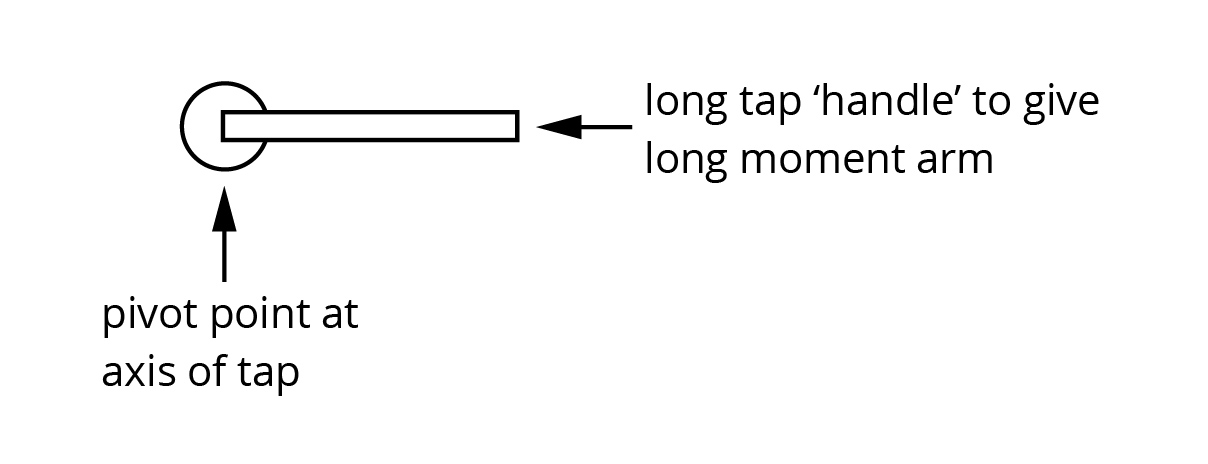 long tap ‘handle’ to give
long moment arm
pivot point at
axis of tap